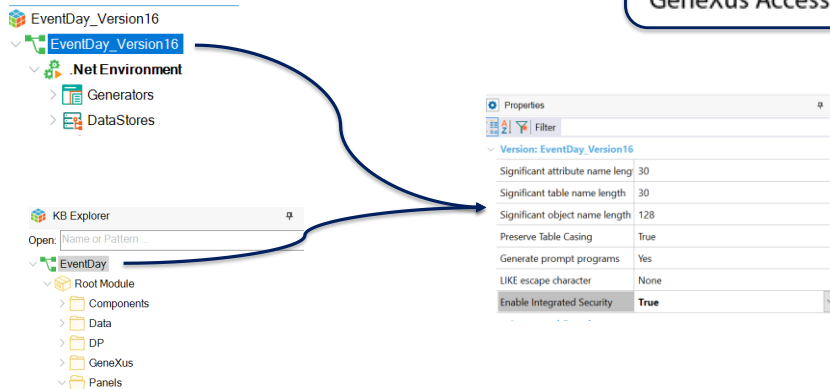 GeneXus Access
EventDay_Version16
EventDay_Version16
.Net Environment
Generators
DataStores
KB Explorer
Open: Name or Pattern...
EventDay
Root Module
Components
Data
DP
GeneXus
Panels
Properties
Filter
Version: EventDay_Version16
Significant attribute name leng 30
Significant table name length 30
Significant object name length 128
Preserve Table Casing True
Generate prompt programs Yes
LIKE escape character None
Enable Integrated Security True